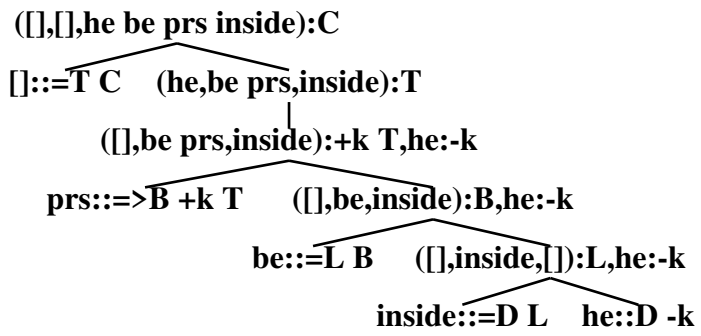 ([],[],he be prs inside):C
[]::=T C (he,be prs,inside):T
([],be prs,inside):+k T,he:-k
prs::=>B +k T ([],be,inside):B,he:-k
be::=L B ([],inside,[]):L,he:-k
inside::=D L he::D -k